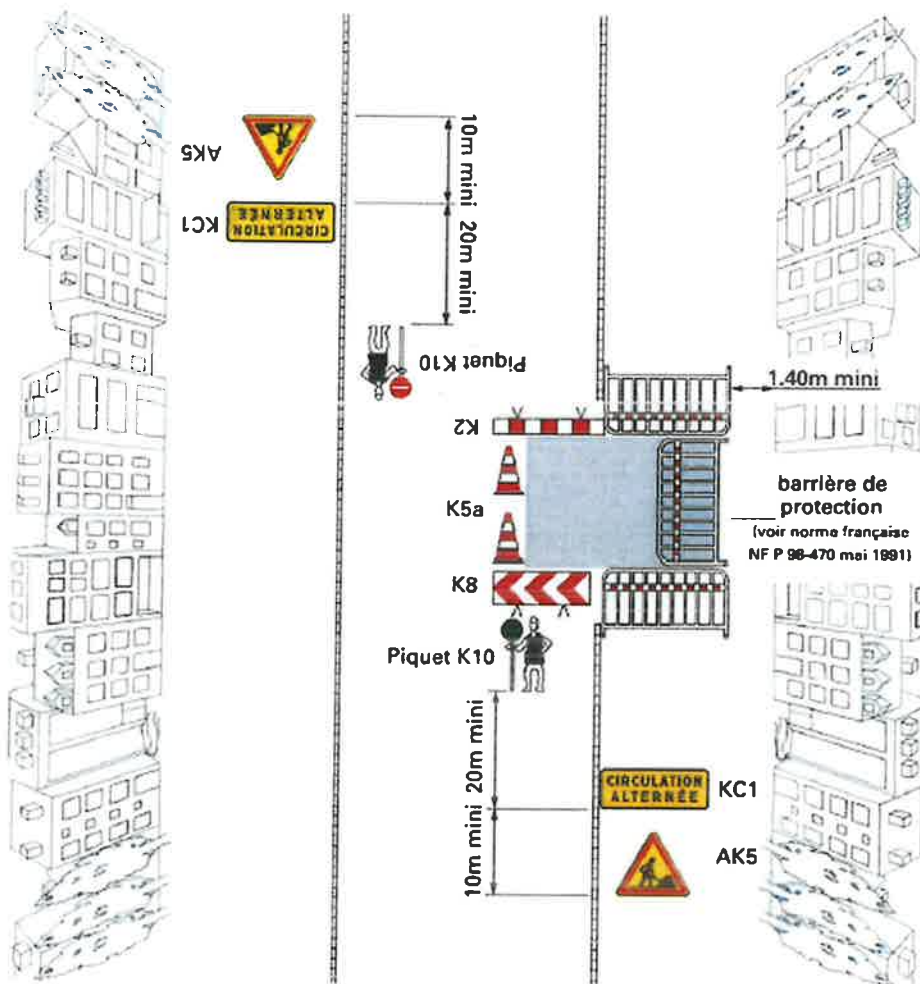 AK5
10m mini
KC1
CIRCULATION
ALTERNÉE
20m mini
Piquet K10
1.40m mini
K2
K5a
barrière de
protection
(voir norme française
NF P 98-470 mai 1991)
K8
Piquet K10
20m mini
CIRCULATION
ALTERNÉE
KC1
10m mini
AK5